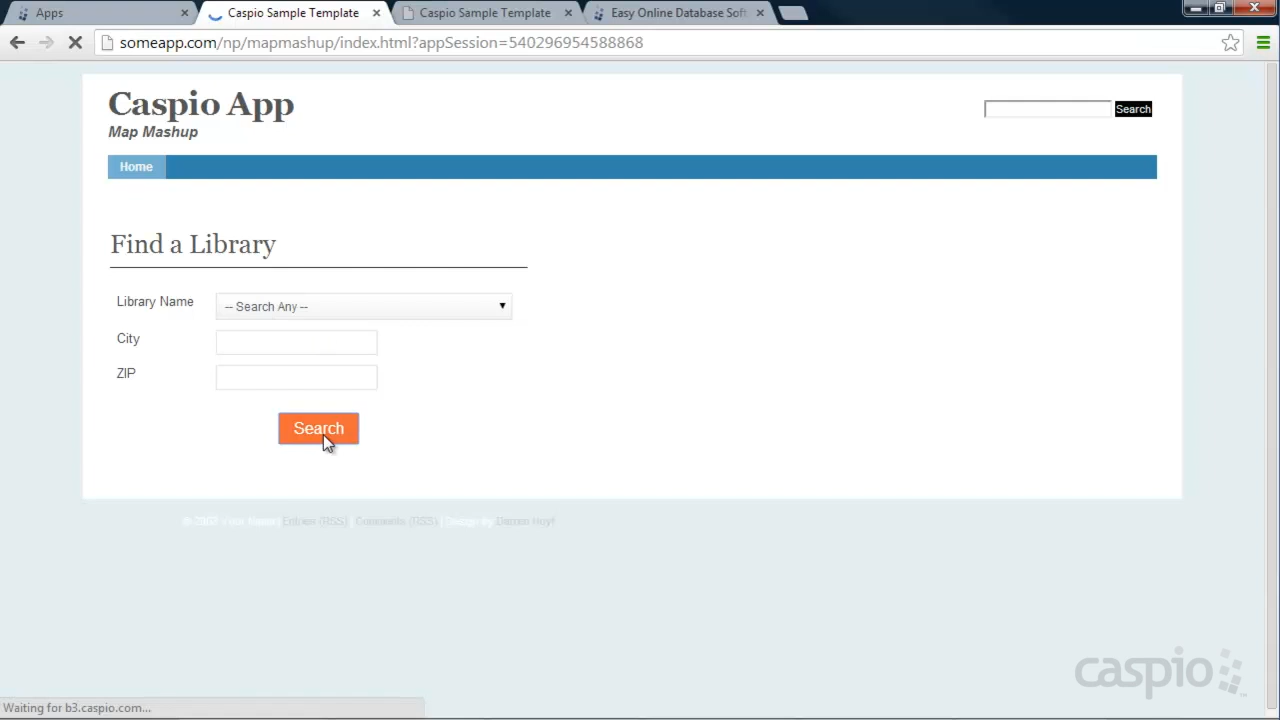 Apps
Caspio Sample Template
Caspio Sample Template
Easy Online Database Soft
someapp.com/np/mapmashup/index.html?appSession=540296954588868
Caspio App
Map Mashup
Search
Home
Find a Library
Library Name
-- Search Any --
City
ZIP
Search
Entries (RSS) | Comments (RSS) | Design by
caspio
Waiting for b3.caspio.com...